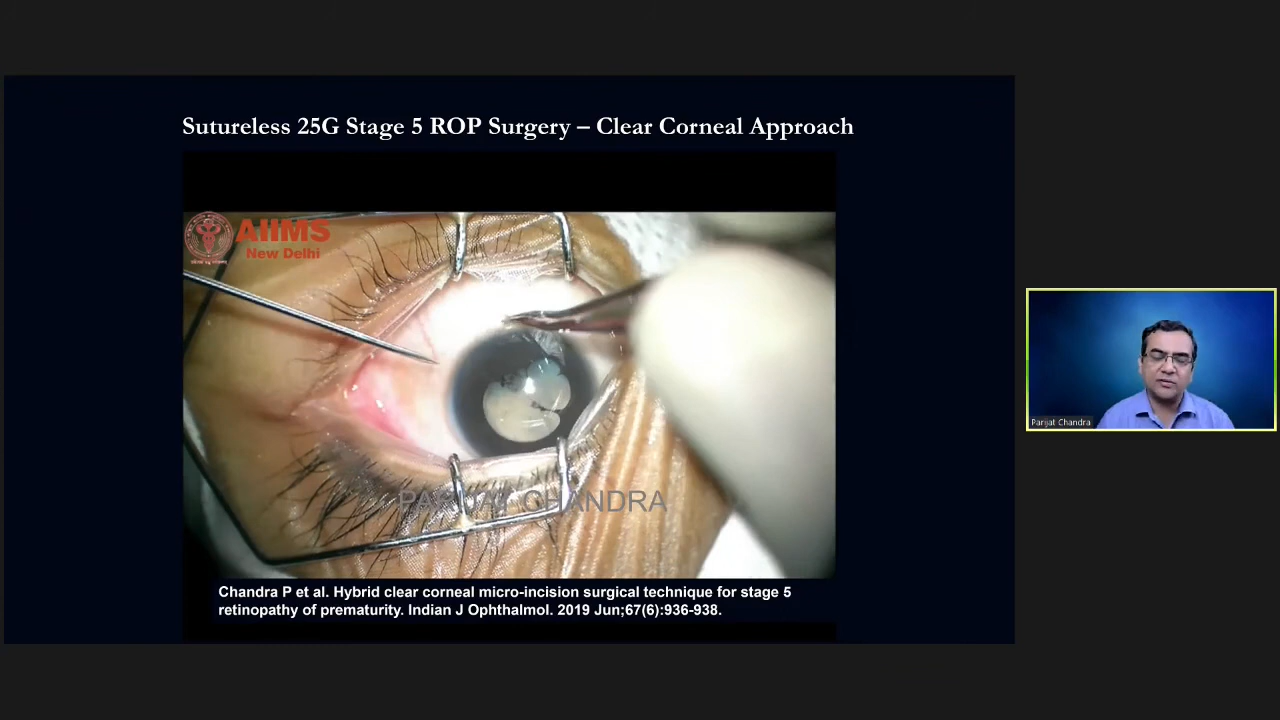 Sutureless 25G Stage 5 ROP Surgery – Clear Corneal Approach
AIIMS
New Delhi
PARIJAT CHANDRA
Chandra P et al. Hybrid clear corneal micro-incision surgical technique for stage 5
retinopathy of prematurity. Indian J Ophthalmol. 2019 Jun;67(6):936-938.
Parijat Chandra